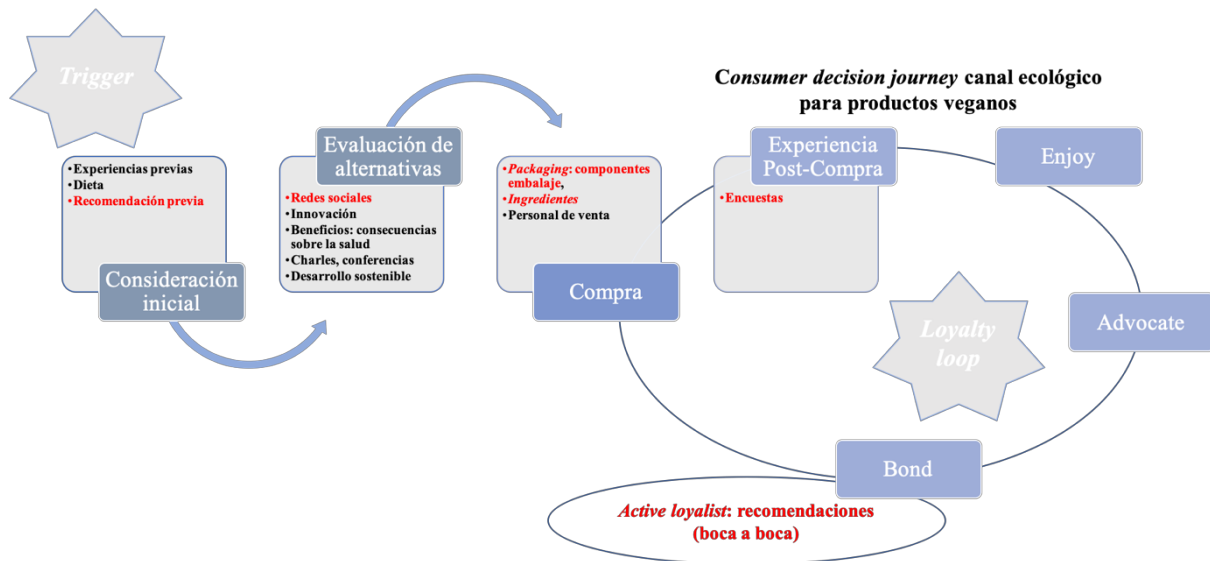 Trigger
Consumer decision journey canal ecológico
para productos veganos
•Experiencias previas
•Dieta
•Recomendación previa
Consideración
inicial
Evaluación de
alternativas
•Redes sociales
•Innovación
•Beneficios: consecuencias
sobre la salud
•Charles, conferencias
•Desarrollo sostenible
•Packaging: componentes
embalaje,
•Ingredientes
•Personal de venta
Compra
Experiencia
Post-Compra
•Encuestas
Enjoy
Advocate
Loyalty
loop
Bond
Active loyalist: recomendaciones
(boca a boca)